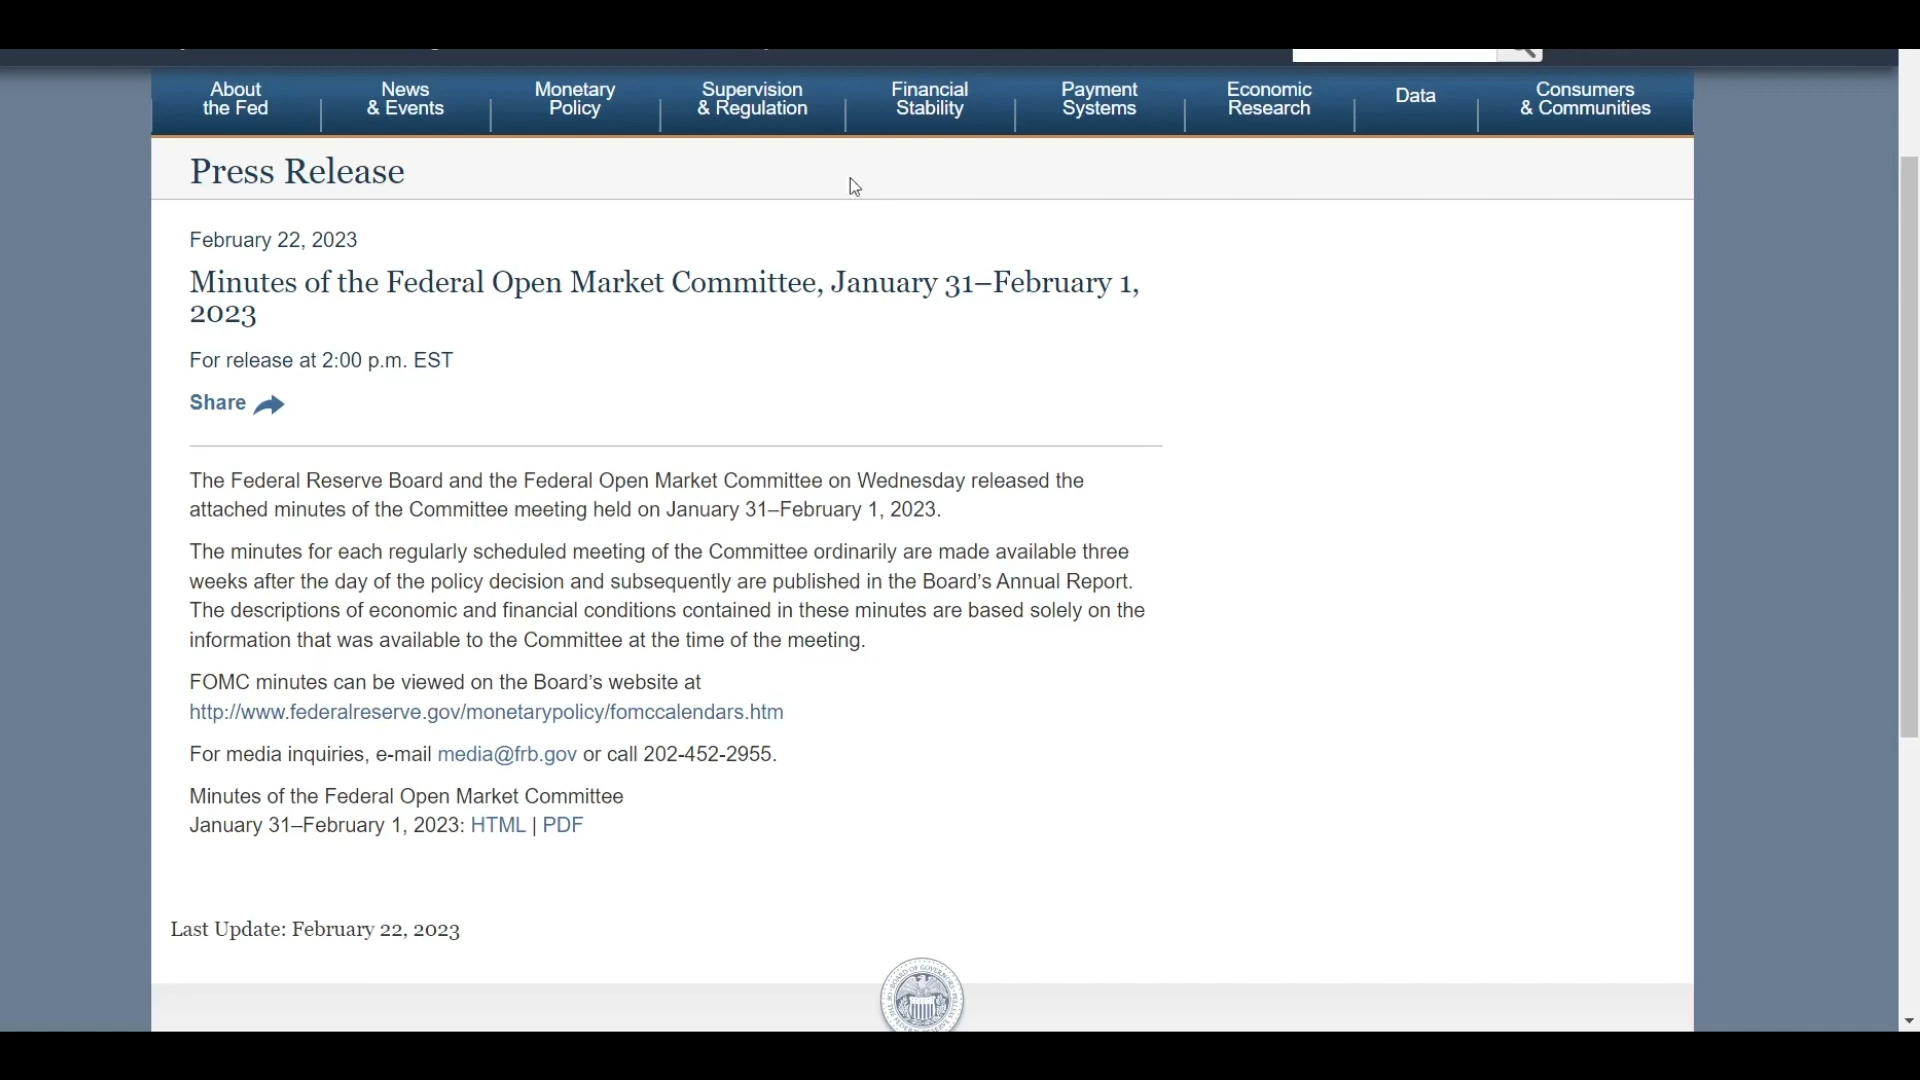 About
the Fed
News
& Events
Monetary
Policy
Supervision
& Regulation
Financial
Stability
Payment
Systems
Economic
Research
Data
Consumers
& Communities
Press Release
February 22, 2023
Minutes of the Federal Open Market Committee, January 31–February 1,
2023
For release at 2:00 p.m. EST
Share
The Federal Reserve Board and the Federal Open Market Committee on Wednesday released the
attached minutes of the Committee meeting held on January 31–February 1, 2023.
The minutes for each regularly scheduled meeting of the Committee ordinarily are made available three
weeks after the day of the policy decision and subsequently are published in the Board’s Annual Report.
The descriptions of economic and financial conditions contained in these minutes are based solely on the
information that was available to the Committee at the time of the meeting.
FOMC minutes can be viewed on the Board’s website at
http://www.federalreserve.gov/monetarypolicy/fomccalendars.htm
For media inquiries, e-mail media@frb.gov or call 202-452-2955.
Minutes of the Federal Open Market Committee
January 31–February 1, 2023: HTML | PDF
Last Update: February 22, 2023
BOARD OF GOVERNORS